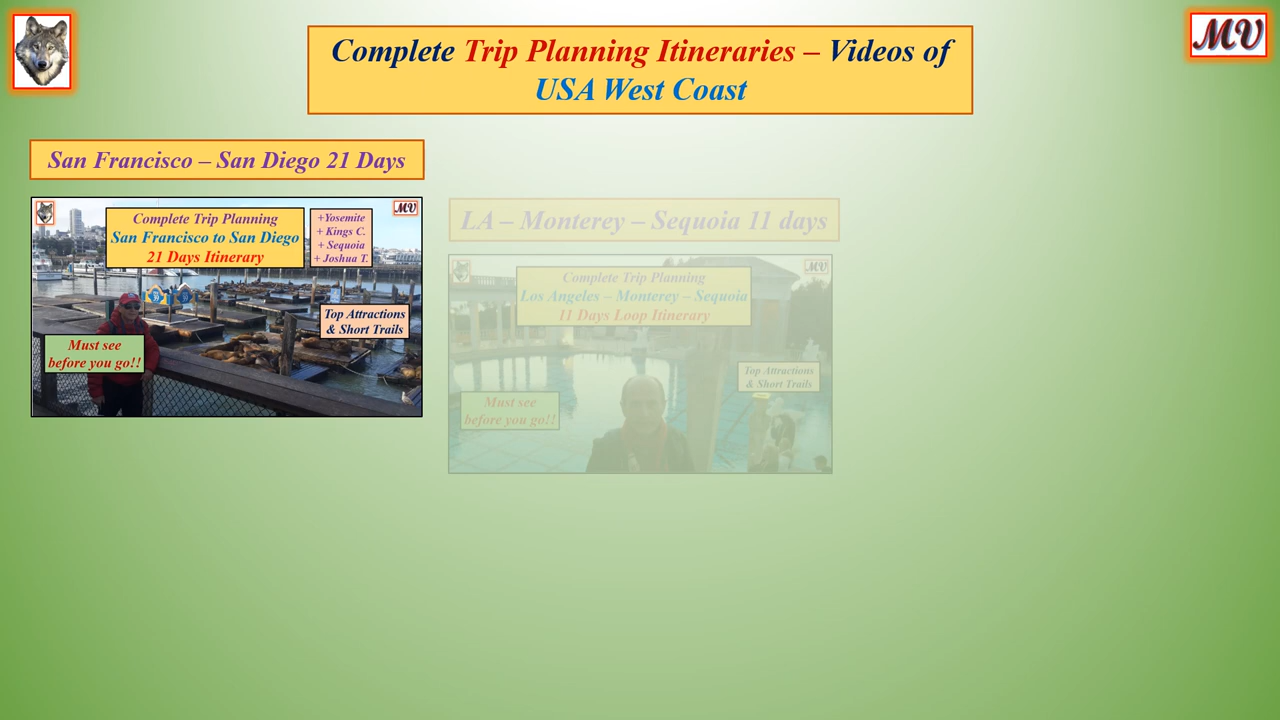 MV
Complete Trip Planning Itineraries – Videos of
USA West Coast
San Francisco – San Diego 21 Days
MV
Complete Trip Planning
San Francisco to San Diego
21 Days Itinerary
+Yosemite
+ Kings C.
+ Sequoia
+ Joshua T.
39
Top Attractions
& Short Trails
Must see
before you go!!
LA – Monterey – Sequoia 11 days
MV
Complete Trip Planning
Los Angeles – Monterey – Sequoia
11 Days Loop Itinerary
Top Attractions
& Short Trails
Must see
before you go!!